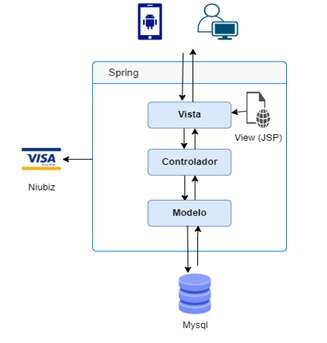 Spring
Vista
View (JSP)
Controlador
VISA
Niubiz
Modelo
Mysql